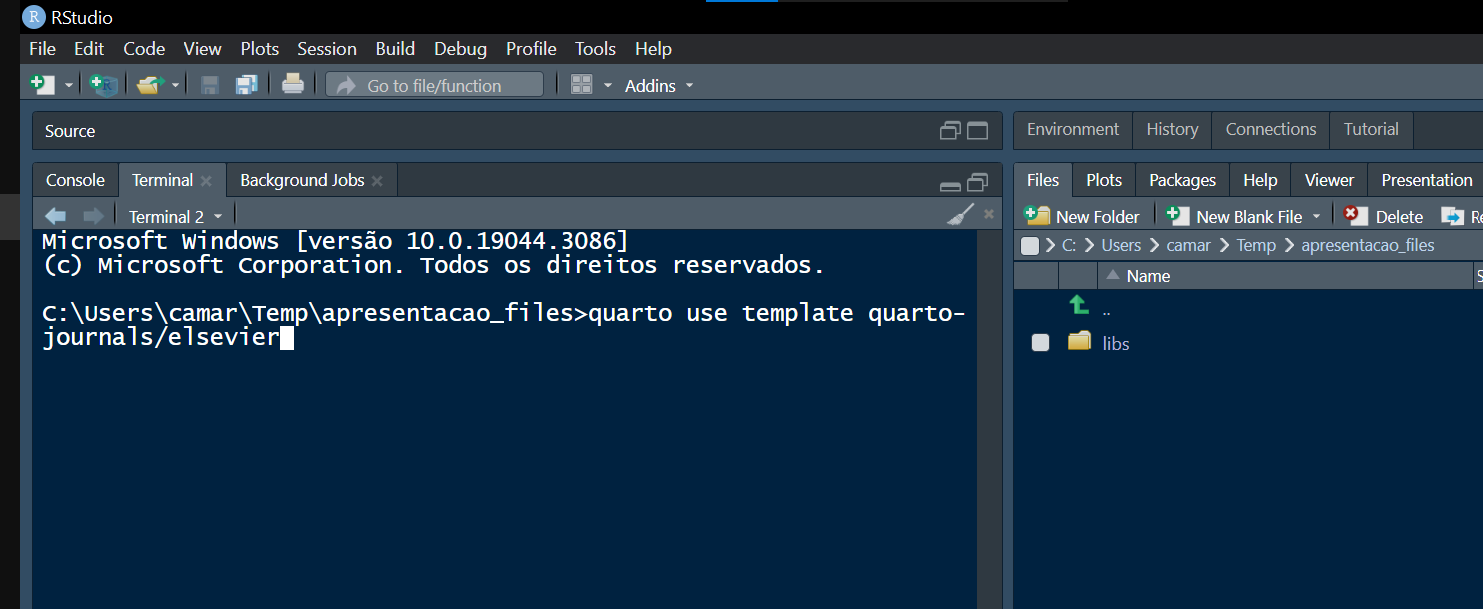 R RStudio
File Edit Code View Plots Session Build Debug Profile Tools Help
Go to file/function Addins
Source
Environment History Connections Tutorial
Console Terminal Background Jobs
Files Plots Packages Help Viewer Presentation
Terminal 2
New Folder New Blank File Delete Re
C: Users camar Temp apresentacao_files
Name
..
libs
Microsoft Windows [versão 10.0.19044.3086]
(c) Microsoft Corporation. Todos os direitos reservados.
C:\Users\camar\Temp\apresentacao_files>quarto use template quarto-
journals/elsevier